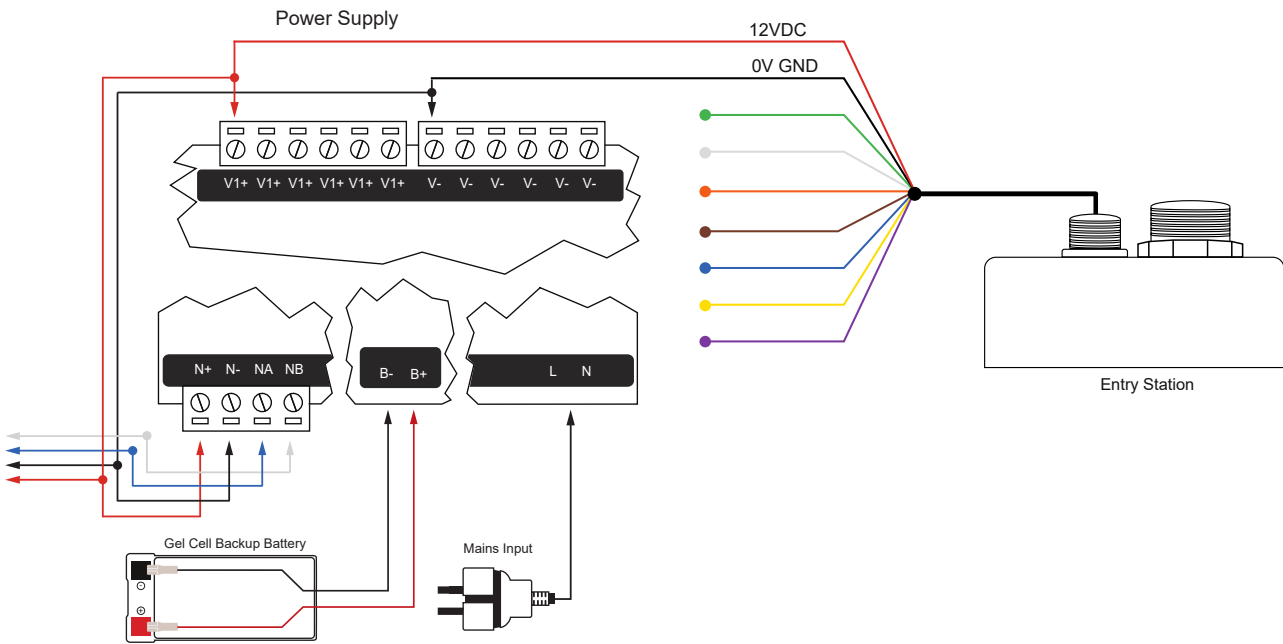 Power Supply
12VDC
0V GND
V1+ V1+ V1+ V1+ V1+ V1+ V- V- V- V- V- V-
N+ N- NA NB
B- B+
L N
Entry Station
Gel Cell Backup Battery
Mains Input